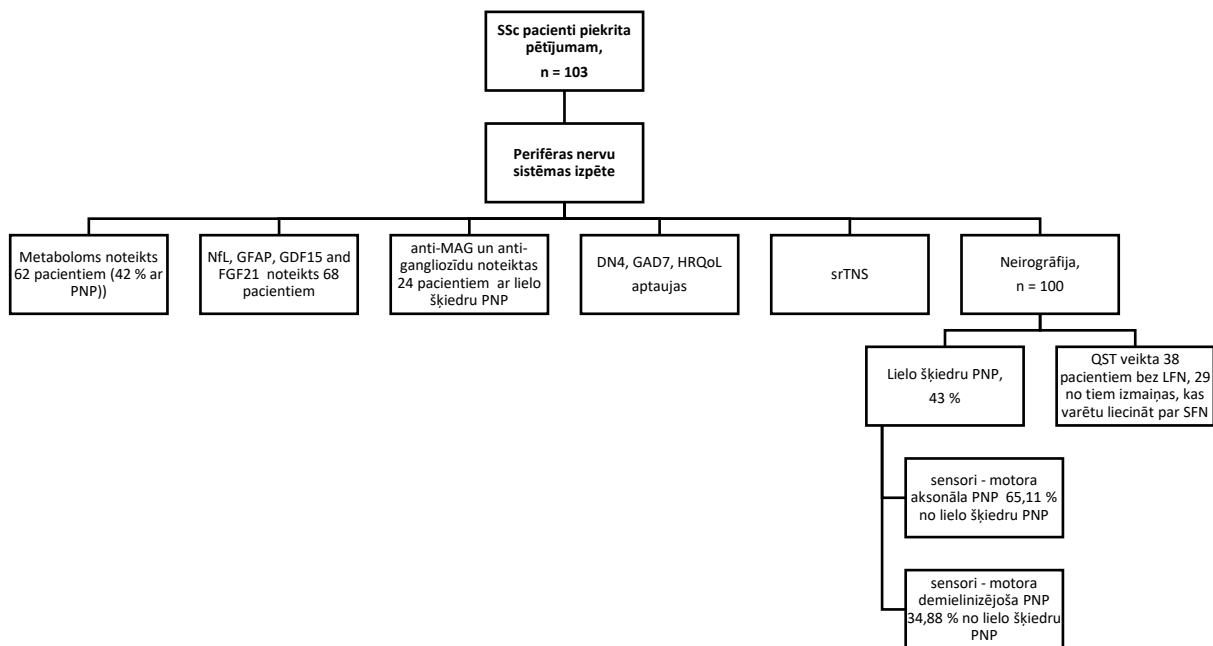 SSc pacienti piekrita
pētījumam,
n = 103
Perifēras nervu
sistēmas izpēte
Metaboloms noteikts
62 pacientiem (42 % ar
PNP))
NfL, GFAP, GDF15 and
FGF21 noteikts 68
pacientiem
anti-MAG un anti-
gangliozīdu noteiktas
24 pacientiem ar lielo
šķiedru PNP
DN4, GAD7, HRQoL
aptaujas
srTNS
Neirogrāfija,
n = 100
Lielo šķiedru PNP,
43 %
QST veikta 38
pacientiem bez LFN, 29
no tiem izmaiņas, kas
varētu liecināt par SFN
sensori - motora
aksonāla PNP 65,11 %
no lielo šķiedru PNP
sensori - motora
demielinizējoša PNP
34,88 % no lielo šķiedru
PNP